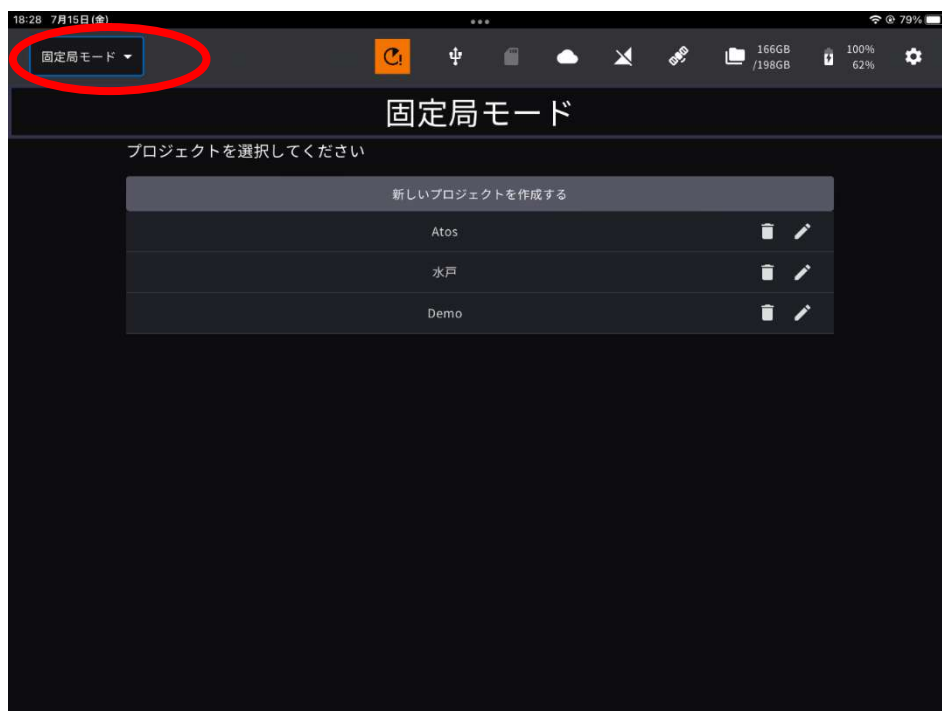 18:28 7月15日(金)
79%
固定局モード
166GB
/198GB
100%
62%
固定局モード
プロジェクトを選択してください
新しいプロジェクトを作成する
Atos
水戸
Demo